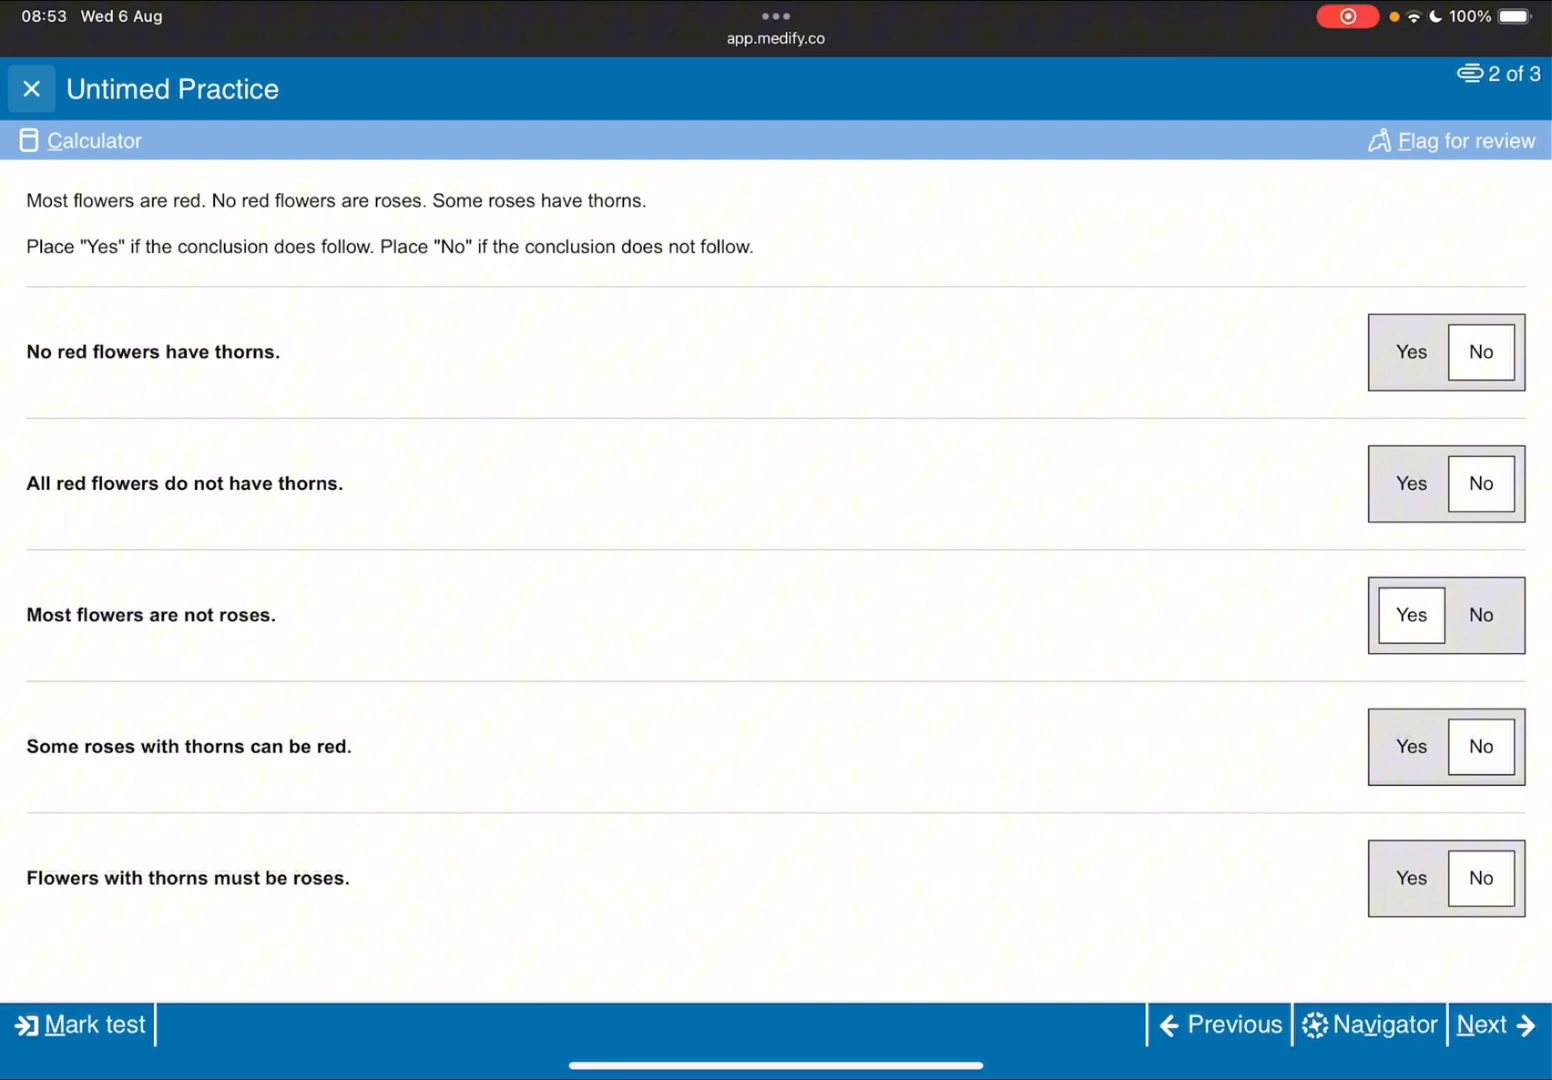 08:53 Wed 6 Aug
100%
app.medify.co
Untimed Practice
2 of 3
Calculator
Flag for review
Most flowers are red. No red flowers are roses. Some roses have thorns.
Place "Yes" if the conclusion does follow. Place "No" if the conclusion does not follow.
No red flowers have thorns.
Yes No
All red flowers do not have thorns.
Yes No
Most flowers are not roses.
Yes No
Some roses with thorns can be red.
Yes No
Flowers with thorns must be roses.
Yes No
Mark test
Previous
Navigator
Next